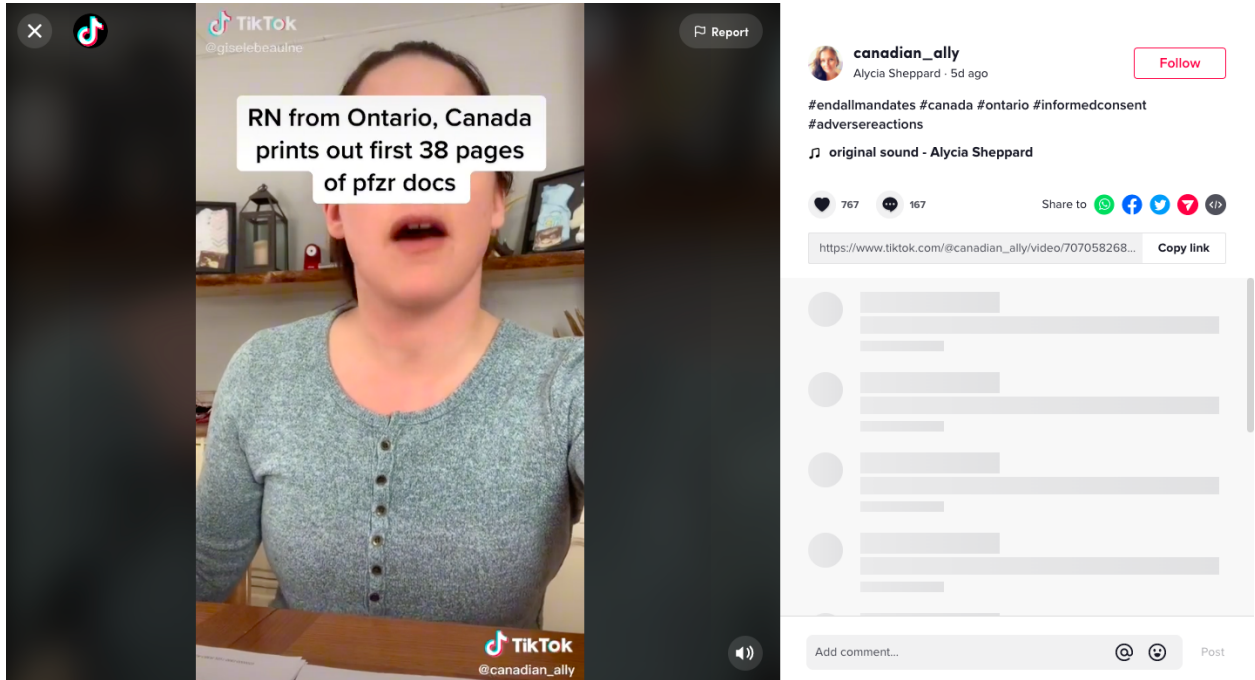 TikTok
@giselebeaulne
Report
RN from Ontario, Canada
prints out first 38 pages
of pfzr docs
TikTok
@canadian_ally
canadian_ally
Alycia Sheppard · 5d ago
Follow
#endallmandates #canada #ontario #informedconsent
#adversereactions
original sound - Alycia Sheppard
767
167
Share to
https://www.tiktok.com/@canadian_ally/video/707058268...
Copy link
Add comment...
Post